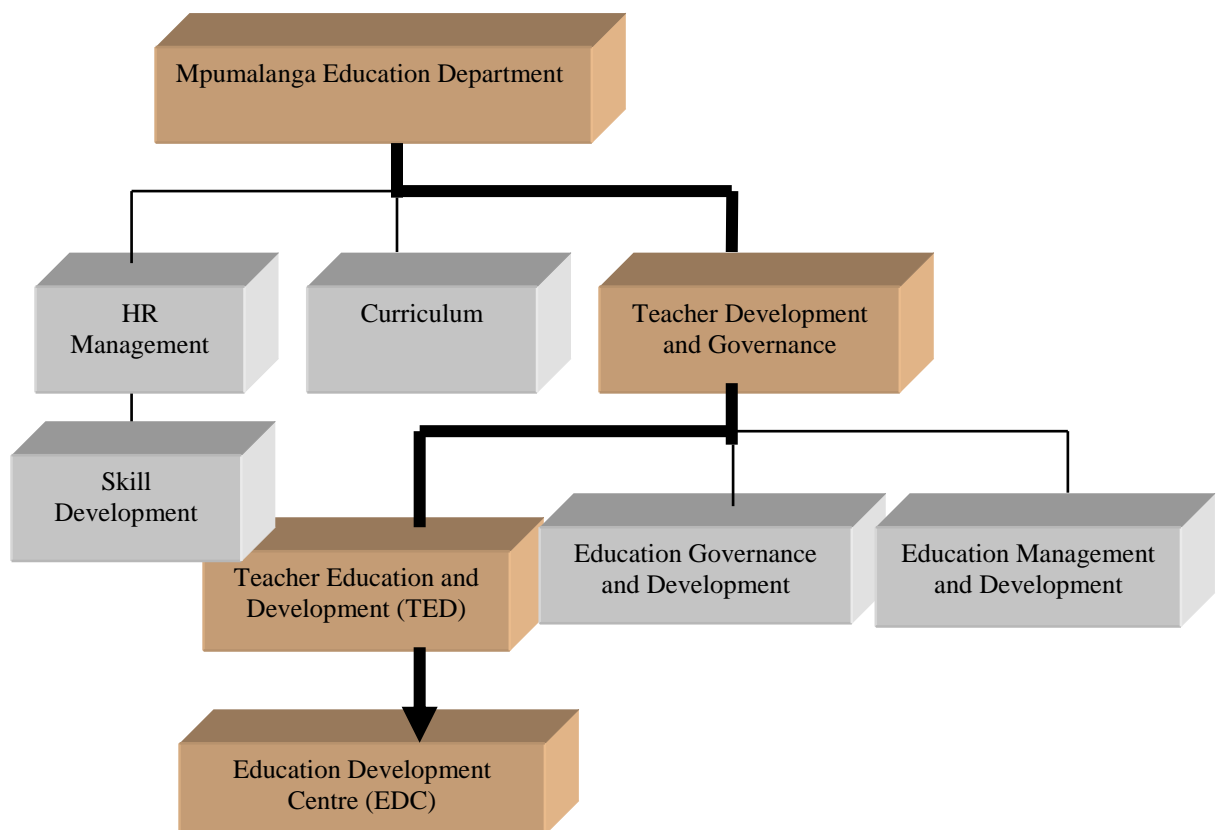 Mpumalanga Education Department
HR
Management
Curriculum
Teacher Development
and Governance
Skill
Development
Teacher Education and
Development (TED)
Education Governance
and Development
Education Management
and Development
Education Development
Centre (EDC)